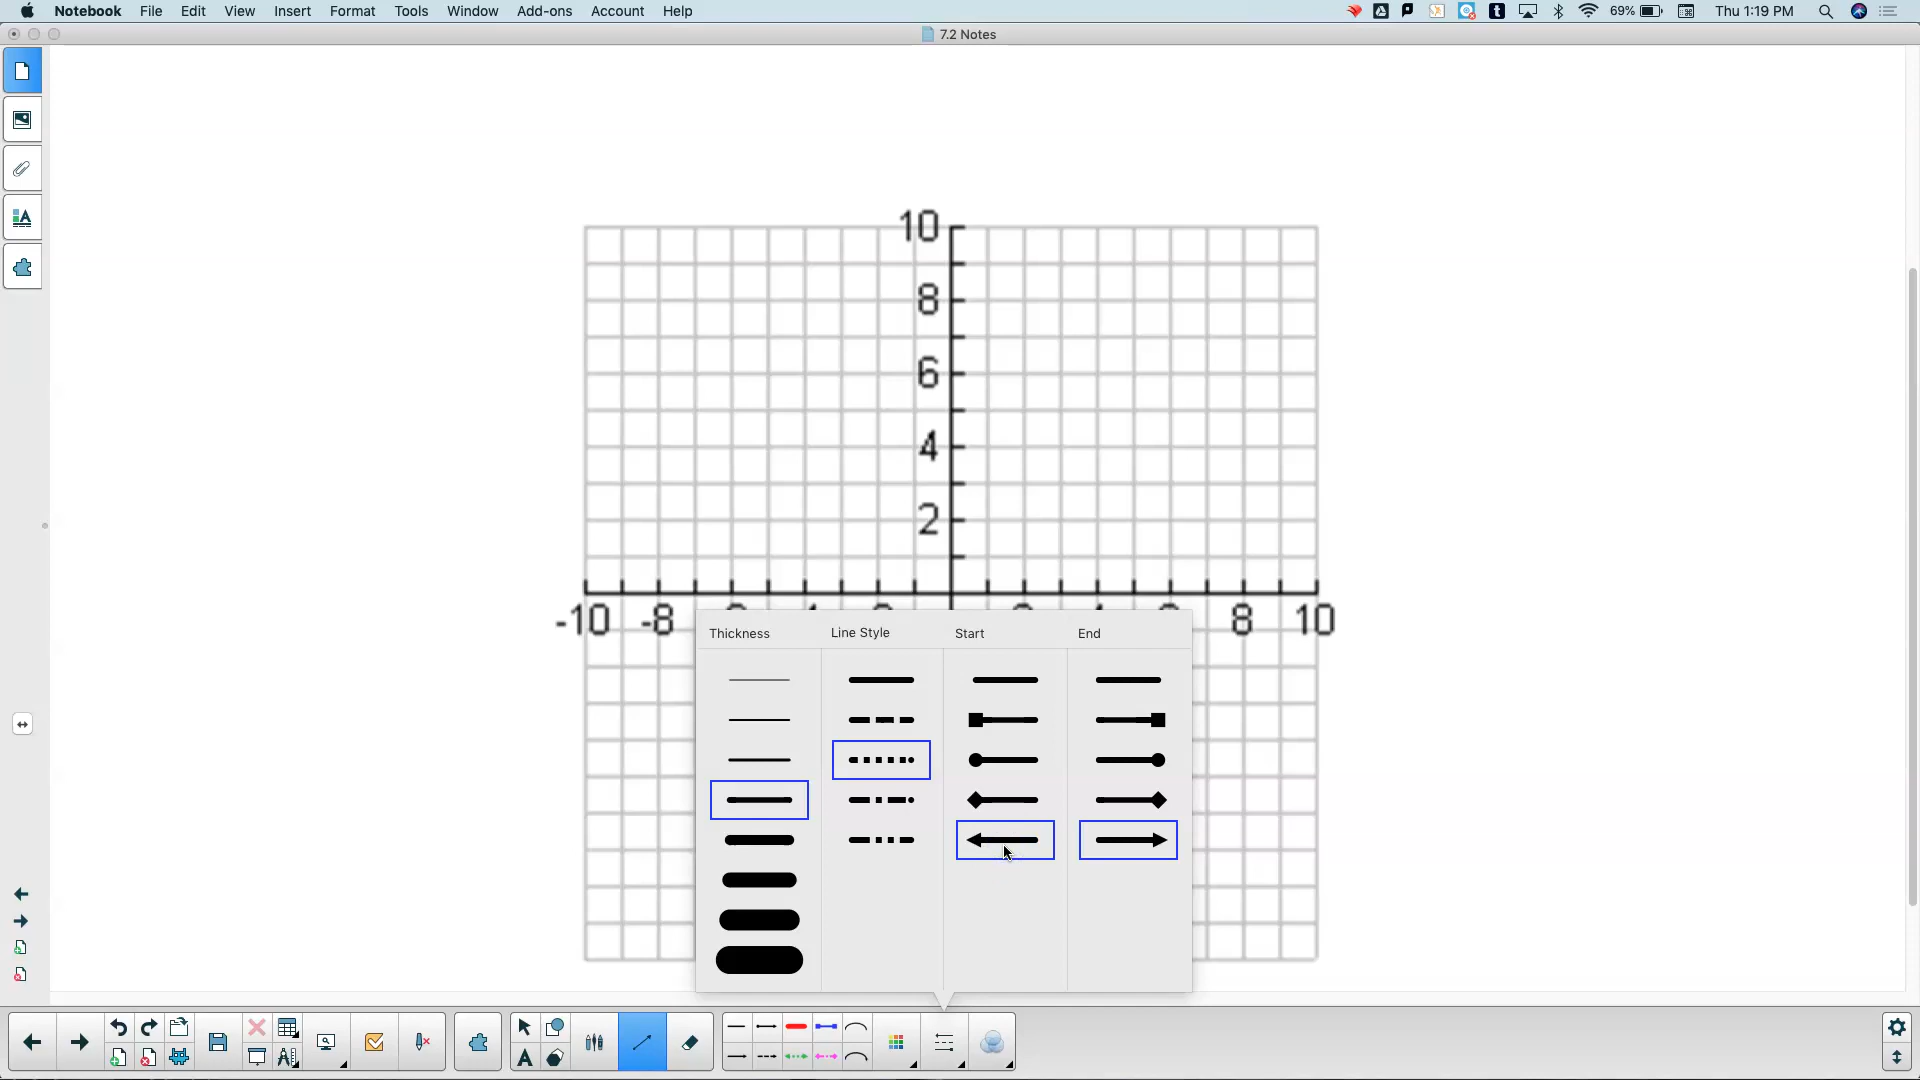 Notebook File Edit View Insert Format Tools Window Add-ons Account Help 69% Thu 1:19 PM
7.2 Notes
10
8
6
4
2
-10 -8 8 10
Thickness Line Style Start End